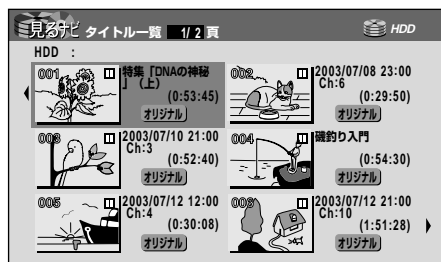 見るナビ タイトル一覧 1/2 頁 HDD
HDD :
001
特集「DNAの神秘
」(上)
(0:53:45)
オリジナル
002
2003/07/08 23:00
Ch:6
(0:29:50)
オリジナル
003
2003/07/10 21:00
Ch:3
(0:52:40)
オリジナル
004
磯釣り入門
(0:54:30)
オリジナル
005
2003/07/12 12:00
Ch:4
(0:30:08)
オリジナル
006
2003/07/12 21:00
Ch:10
(1:51:28)
オリジナル